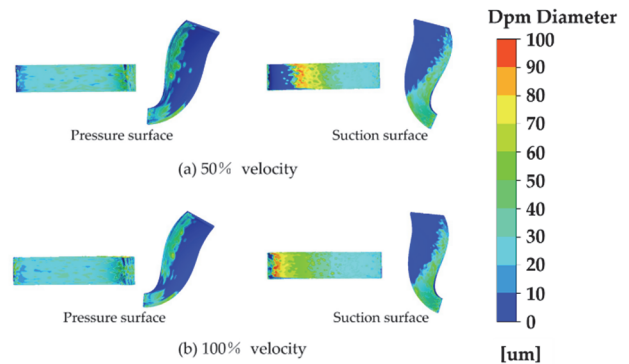 Dpm Diameter
100
90
80
70
60
50
40
30
20
10
0
[um]
Pressure surface
Suction surface
(a) 50% velocity
Pressure surface
Suction surface
(b) 100% velocity